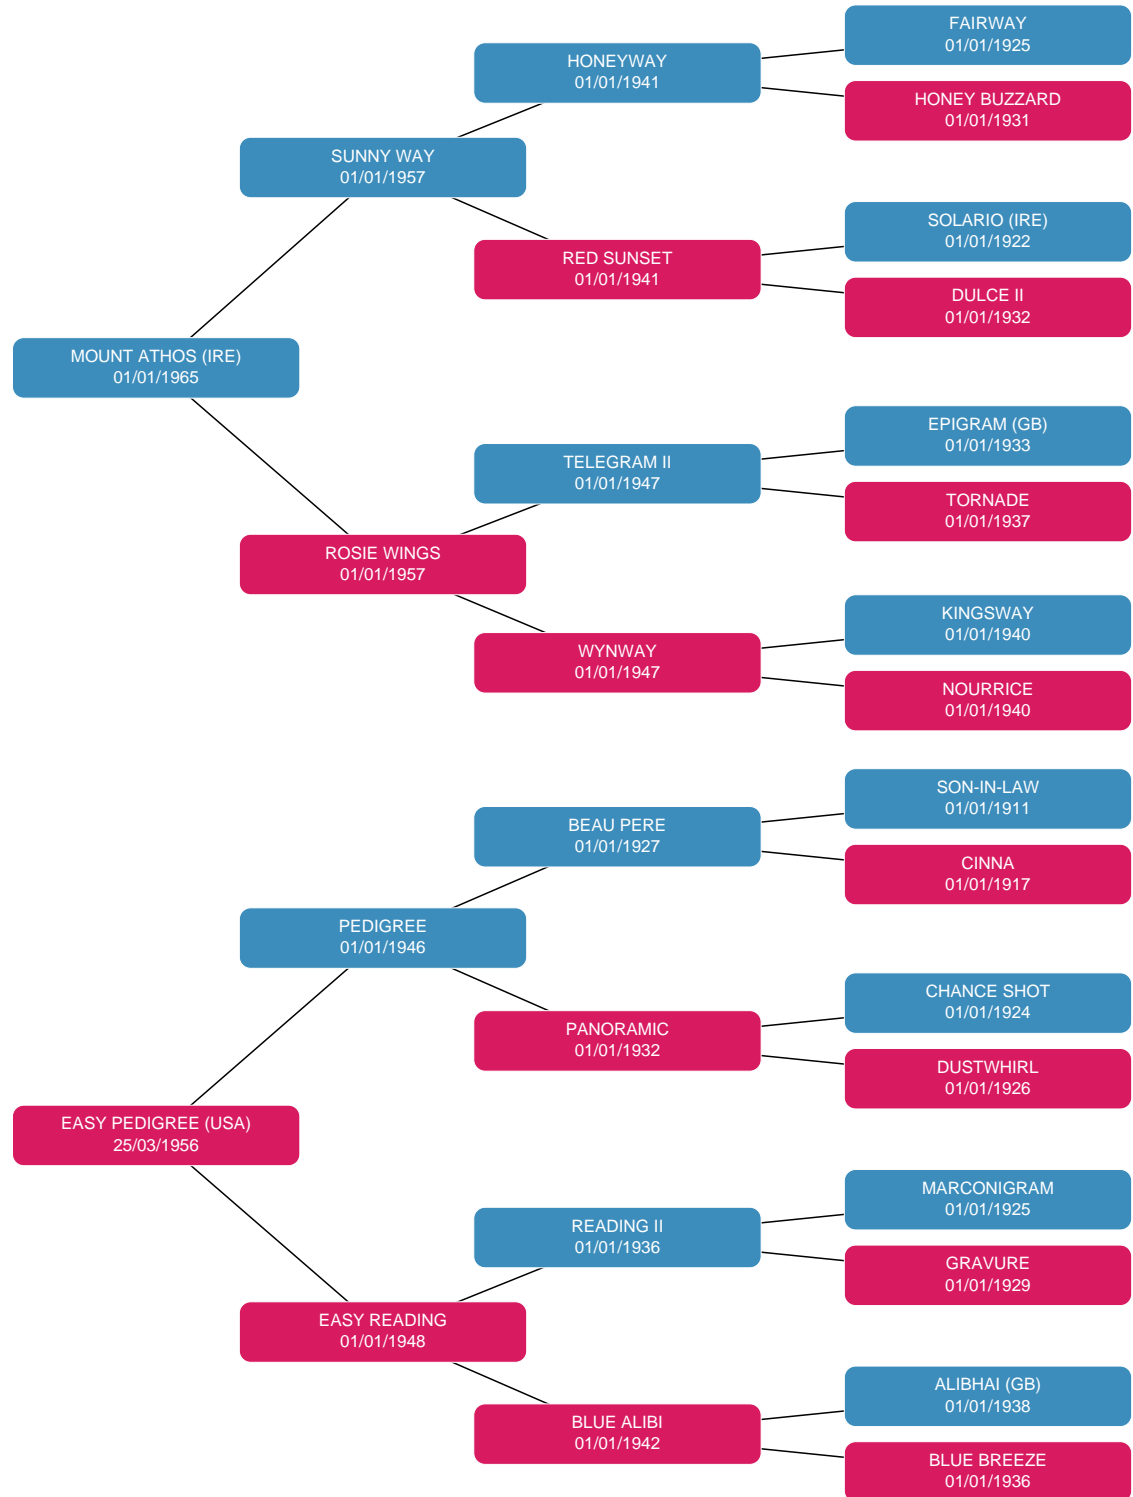 FAIRWAY
01/01/1925
HONEYWAY
01/01/1941
HONEY BUZZARD
01/01/1931
SUNNY WAY
01/01/1957
SOLARIO (IRE)
01/01/1922
RED SUNSET
01/01/1941
DULCE II
01/01/1932
MOUNT ATHOS (IRE)
01/01/1965
EPIGRAM (GB)
01/01/1933
TELEGRAM II
01/01/1947
TORNADE
01/01/1937
ROSIE WINGS
01/01/1957
KINGSWAY
01/01/1940
WYNWAY
01/01/1947
NOURRICE
01/01/1940
SON-IN-LAW
01/01/1911
BEAU PERE
01/01/1927
CINNA
01/01/1917
PEDIGREE
01/01/1946
CHANCE SHOT
01/01/1924
PANORAMIC
01/01/1932
DUSTWHIRL
01/01/1926
EASY PEDIGREE (USA)
25/03/1956
MARCONIGRAM
01/01/1925
READING II
01/01/1936
GRAVURE
01/01/1929
EASY READING
01/01/1948
ALIBHAI (GB)
01/01/1938
BLUE ALIBI
01/01/1942
BLUE BREEZE
01/01/1936